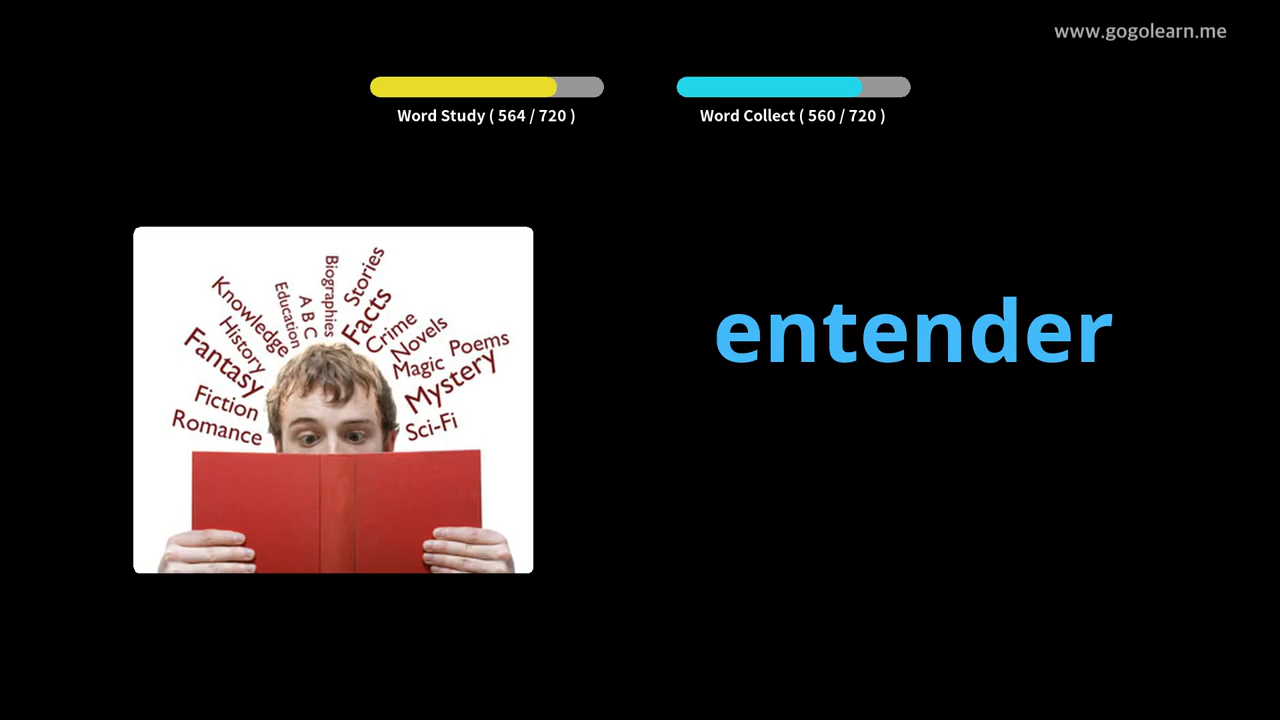 www.gogolearn.me
Word Study ( 564 / 720 )
Word Collect ( 560 / 720 )
entender
Biographies
Stories
Education
A B C
Facts
Knowledge
Crime
Novels
History
Poems
Fantasy
Magic
Mystery
Fiction
Romance
Sci-Fi